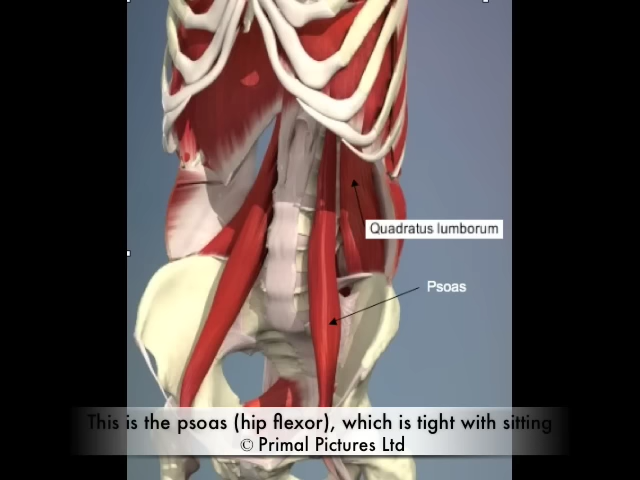 Quadratus lumborum
Psoas
This is the psoas (hip flexor), which is tight with sitting
© Primal Pictures Ltd